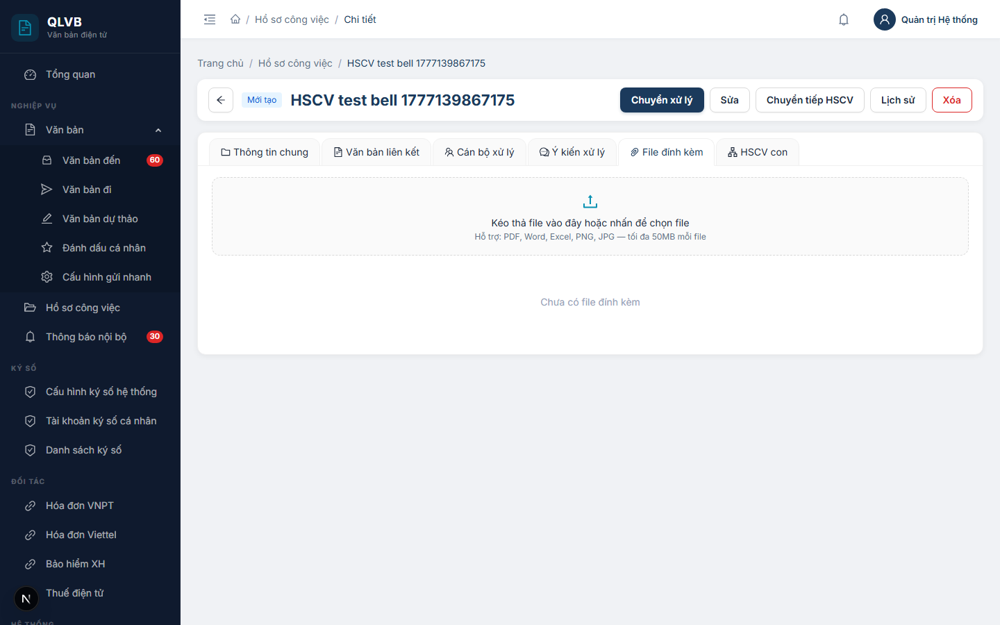 QLVB
Văn bản điện tử
Tổng quan
NGHIỆP VỤ
Văn bản
Văn bản đến 60
Văn bản đi
Văn bản dự thảo
Đánh dấu cá nhân
Cấu hình gửi nhanh
Hồ sơ công việc
Thông báo nội bộ 30
KÝ SỐ
Cấu hình ký số hệ thống
Tài khoản ký số cá nhân
Danh sách ký số
ĐỐI TÁC
Hóa đơn VNPT
Hóa đơn Viettel
Bảo hiểm XH
Thuế điện tử
N
HỆ THỐNG
/ Hồ sơ công việc / Chi tiết
Quản trị Hệ thống
Trang chủ / Hồ sơ công việc / HSCV test bell 1777139867175
Mới tạo HSCV test bell 1777139867175
Chuyển xử lý Sửa Chuyển tiếp HSCV Lịch sử Xóa
Thông tin chung Văn bản liên kết Cán bộ xử lý Ý kiến xử lý File đính kèm HSCV con
Kéo thả file vào đây hoặc nhấn để chọn file
Hỗ trợ: PDF, Word, Excel, PNG, JPG — tối đa 50MB mỗi file
Chưa có file đính kèm